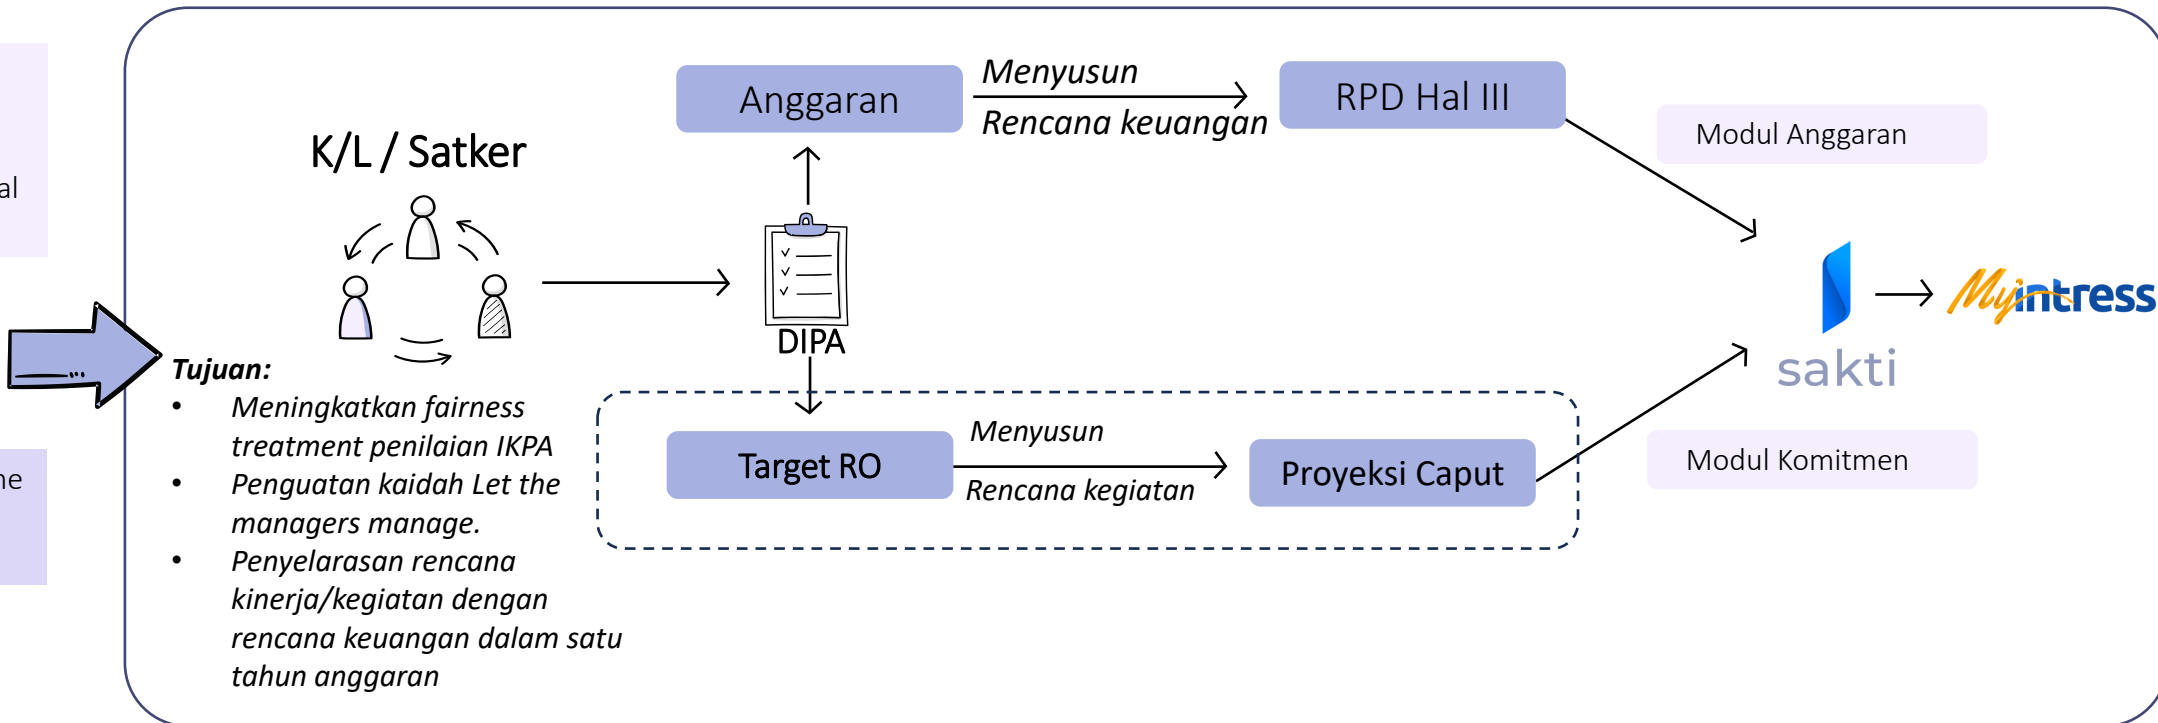 al
ne
K/L / Satker
Anggaran
Menyusun
Rencana keuangan
RPD Hal III
Modul Anggaran
DIPA
Myintress
sakti
Tujuan:
• Meningkatkan fairness
treatment penilaian IKPA
• Penguatan kaidah Let the
managers manage.
• Penyelarasan rencana
kinerja/kegiatan dengan
rencana keuangan dalam satu
tahun anggaran
Target RO
Menyusun
Rencana kegiatan
Proyeksi Caput
Modul Komitmen